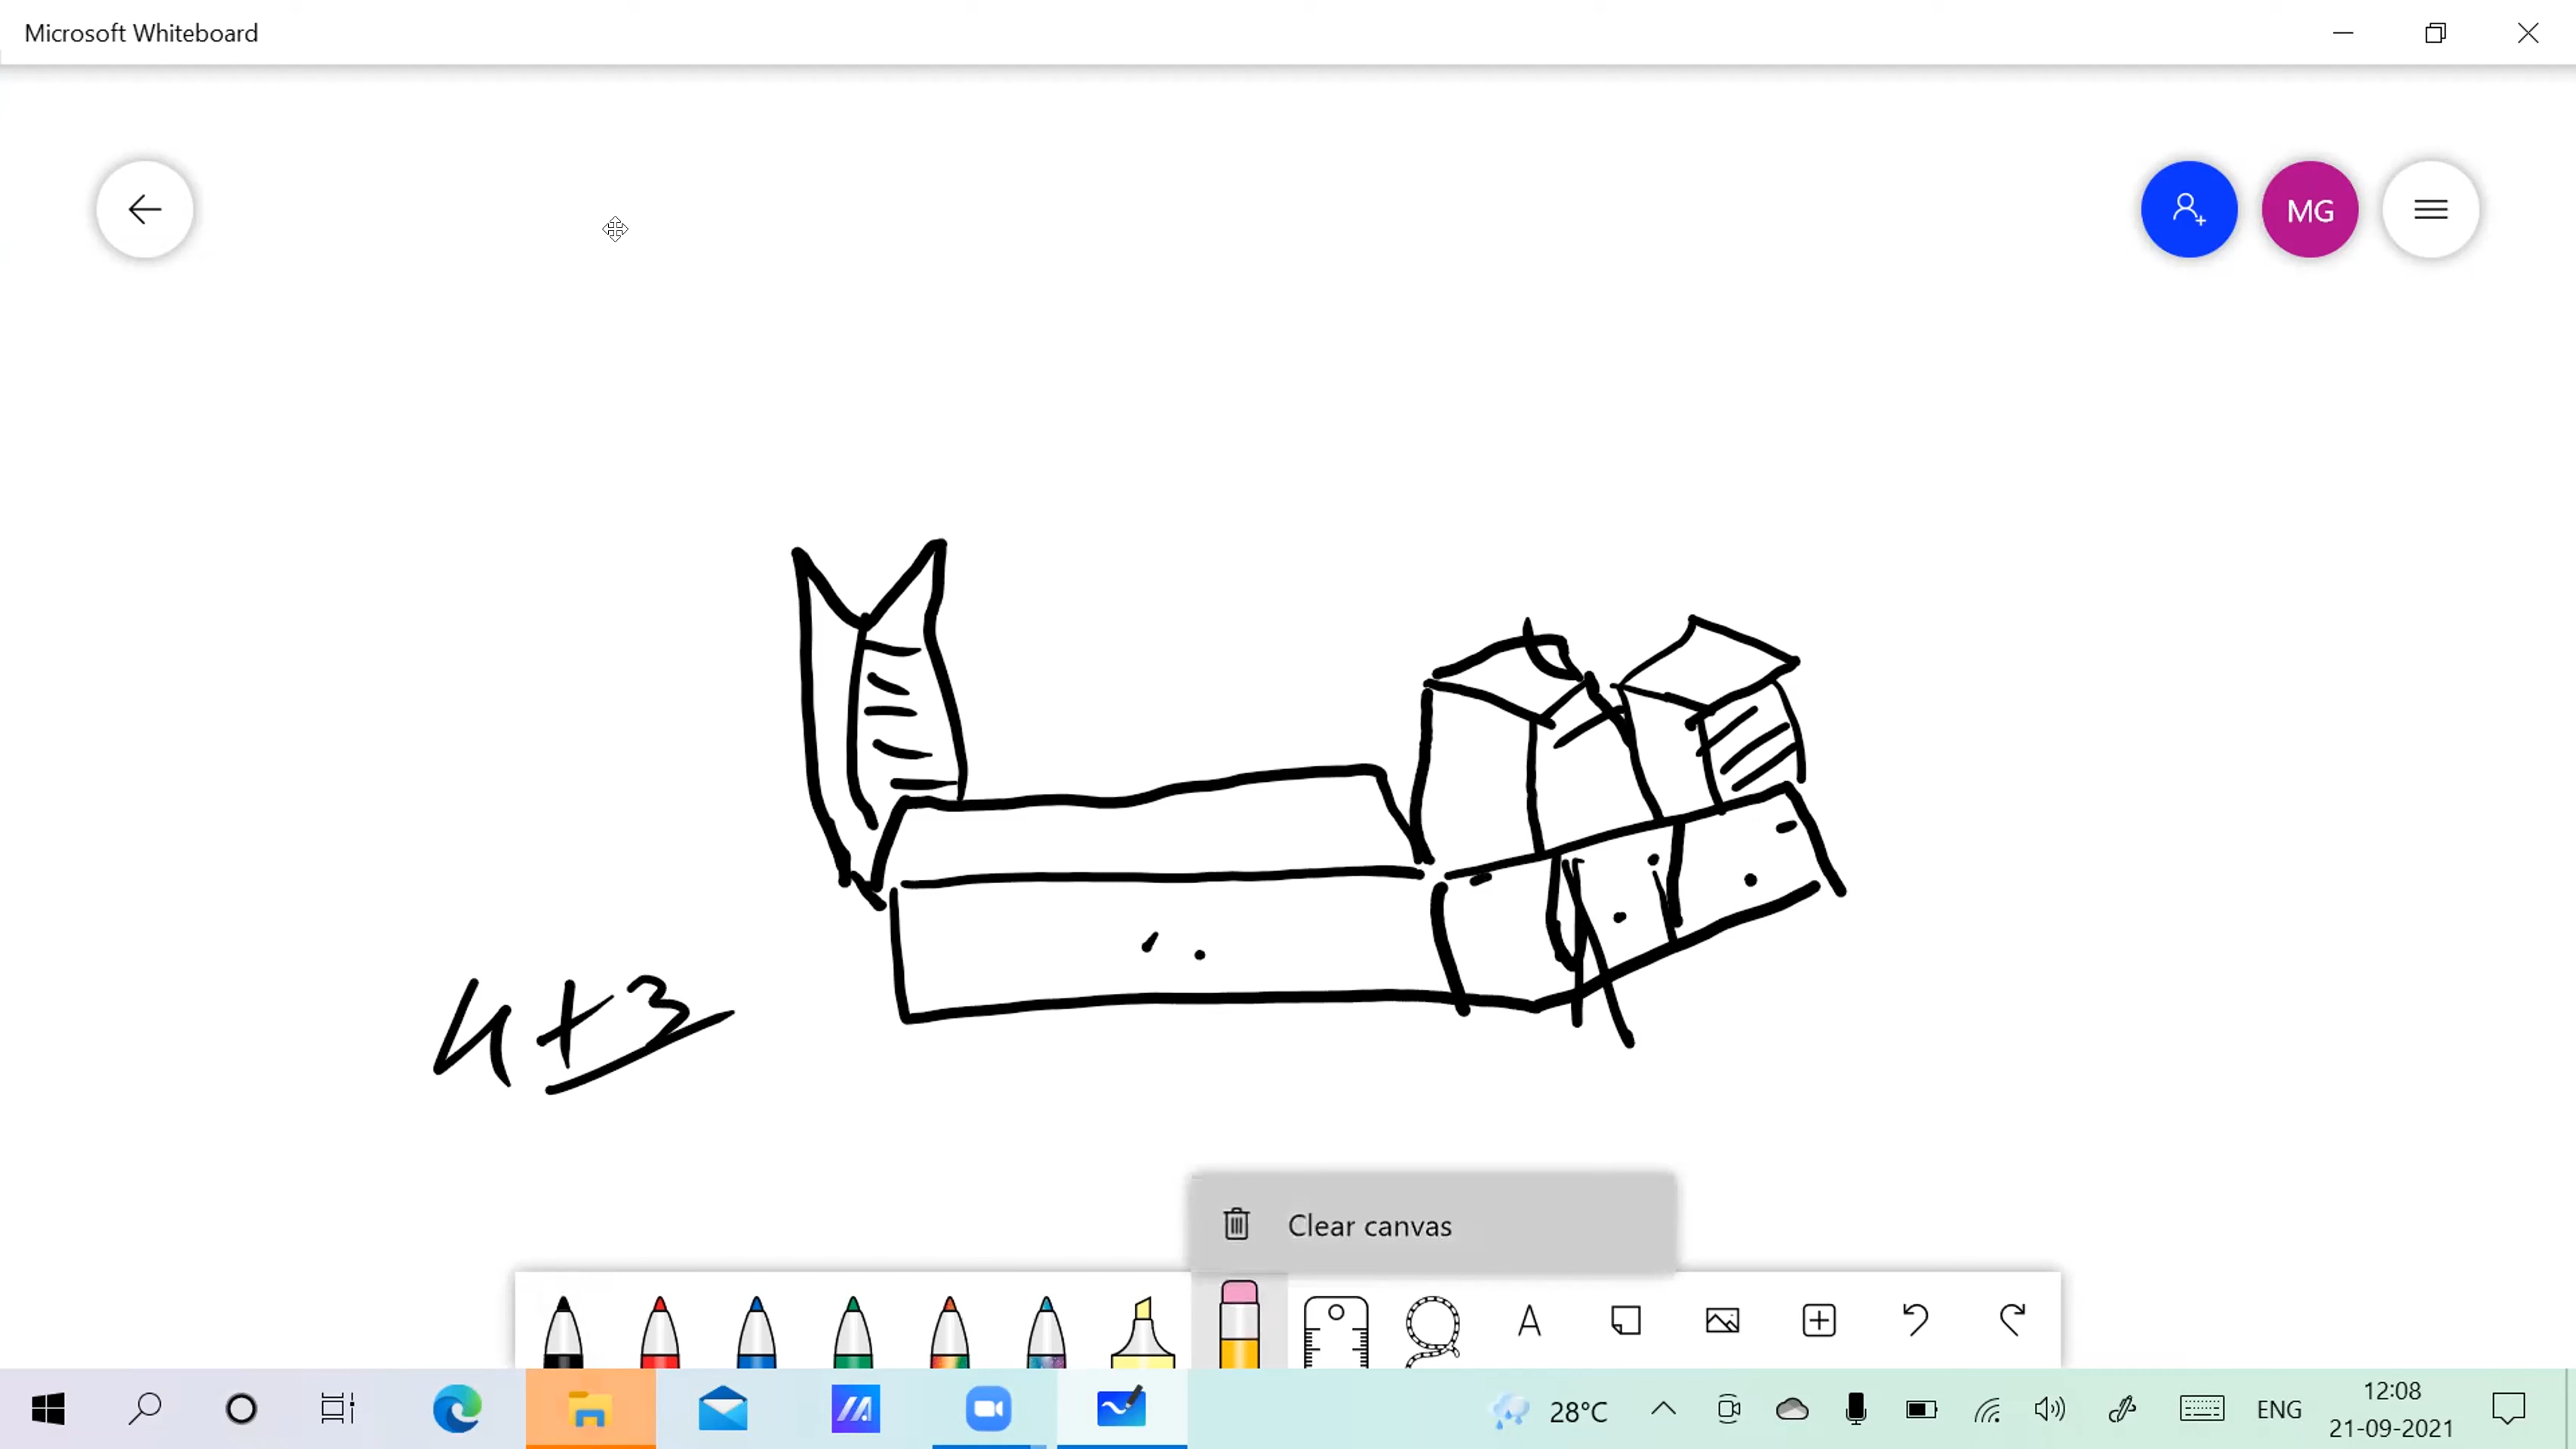 Microsoft Whiteboard
MG
4+3
Clear canvas
A
28°C
ENG
12:08
21-09-2021